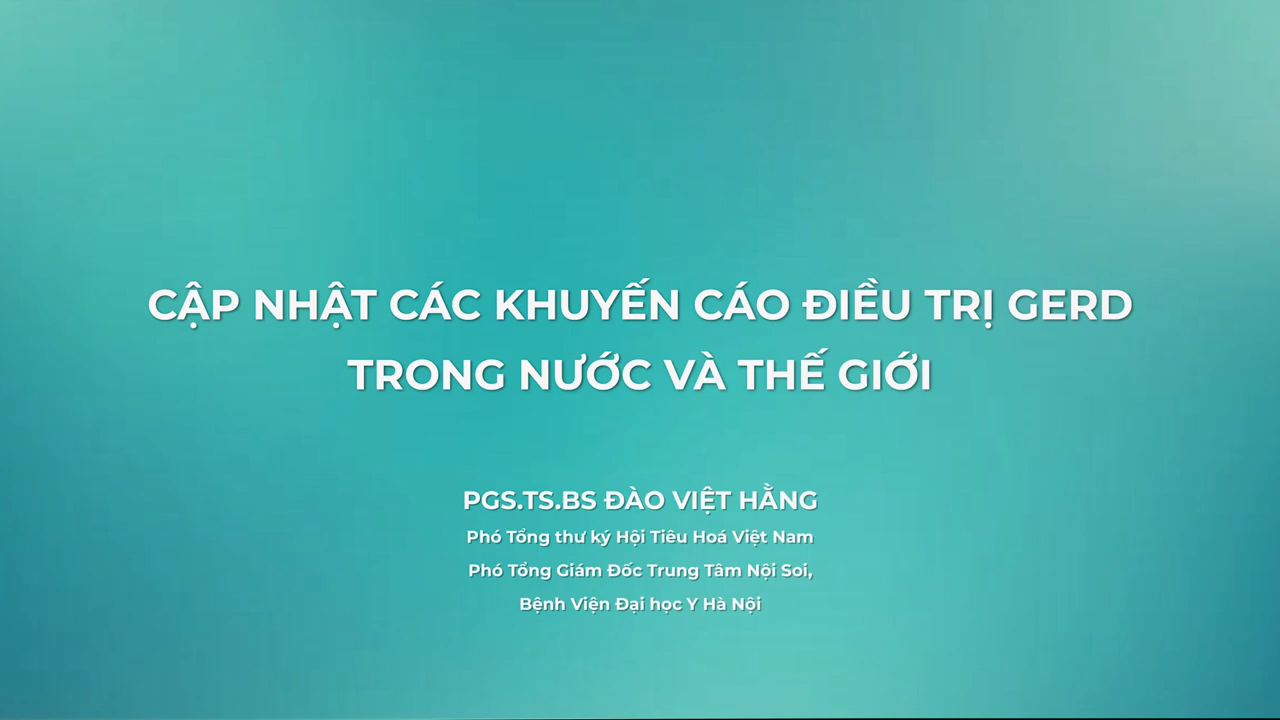 CẬP NHẬT CÁC KHUYẾN CÁO ĐIỀU TRỊ GERD
TRONG NƯỚC VÀ THẾ GIỚI
PGS.TS.BS ĐÀO VIỆT HẰNG
Phó Tổng thư ký Hội Tiêu Hoá Việt Nam
Phó Tổng Giám Đốc Trung Tâm Nội Soi,
Bệnh Viện Đại học Y Hà Nội